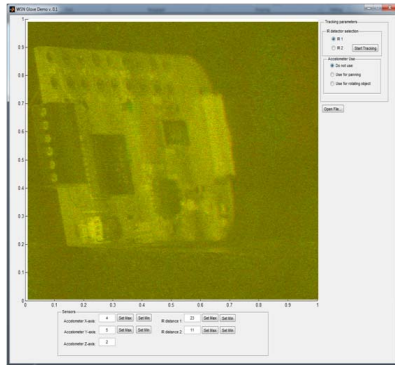 WSN Glove Demo v. 0.1
Tracking parameters
IR detector selection
IR 1
IR 2
Start Tracking
Accelerometer Use
Do not use
Use for panning
Use for rotating object
Open File...
1
0.9
0.8
0.7
0.6
0.5
0.4
0.3
0.2
0.1
0
0 0.1 0.2 0.3 0.4 0.5 0.6 0.7 0.8 0.9 1
Sensors
Accelerometer X-axis 4 Set Max Set Min IR distance 1 23 Set Max Set Min
Accelerometer Y-axis 5 Set Max Set Min IR distance 2 11 Set Max Set Min
Accelerometer Z-axis 2